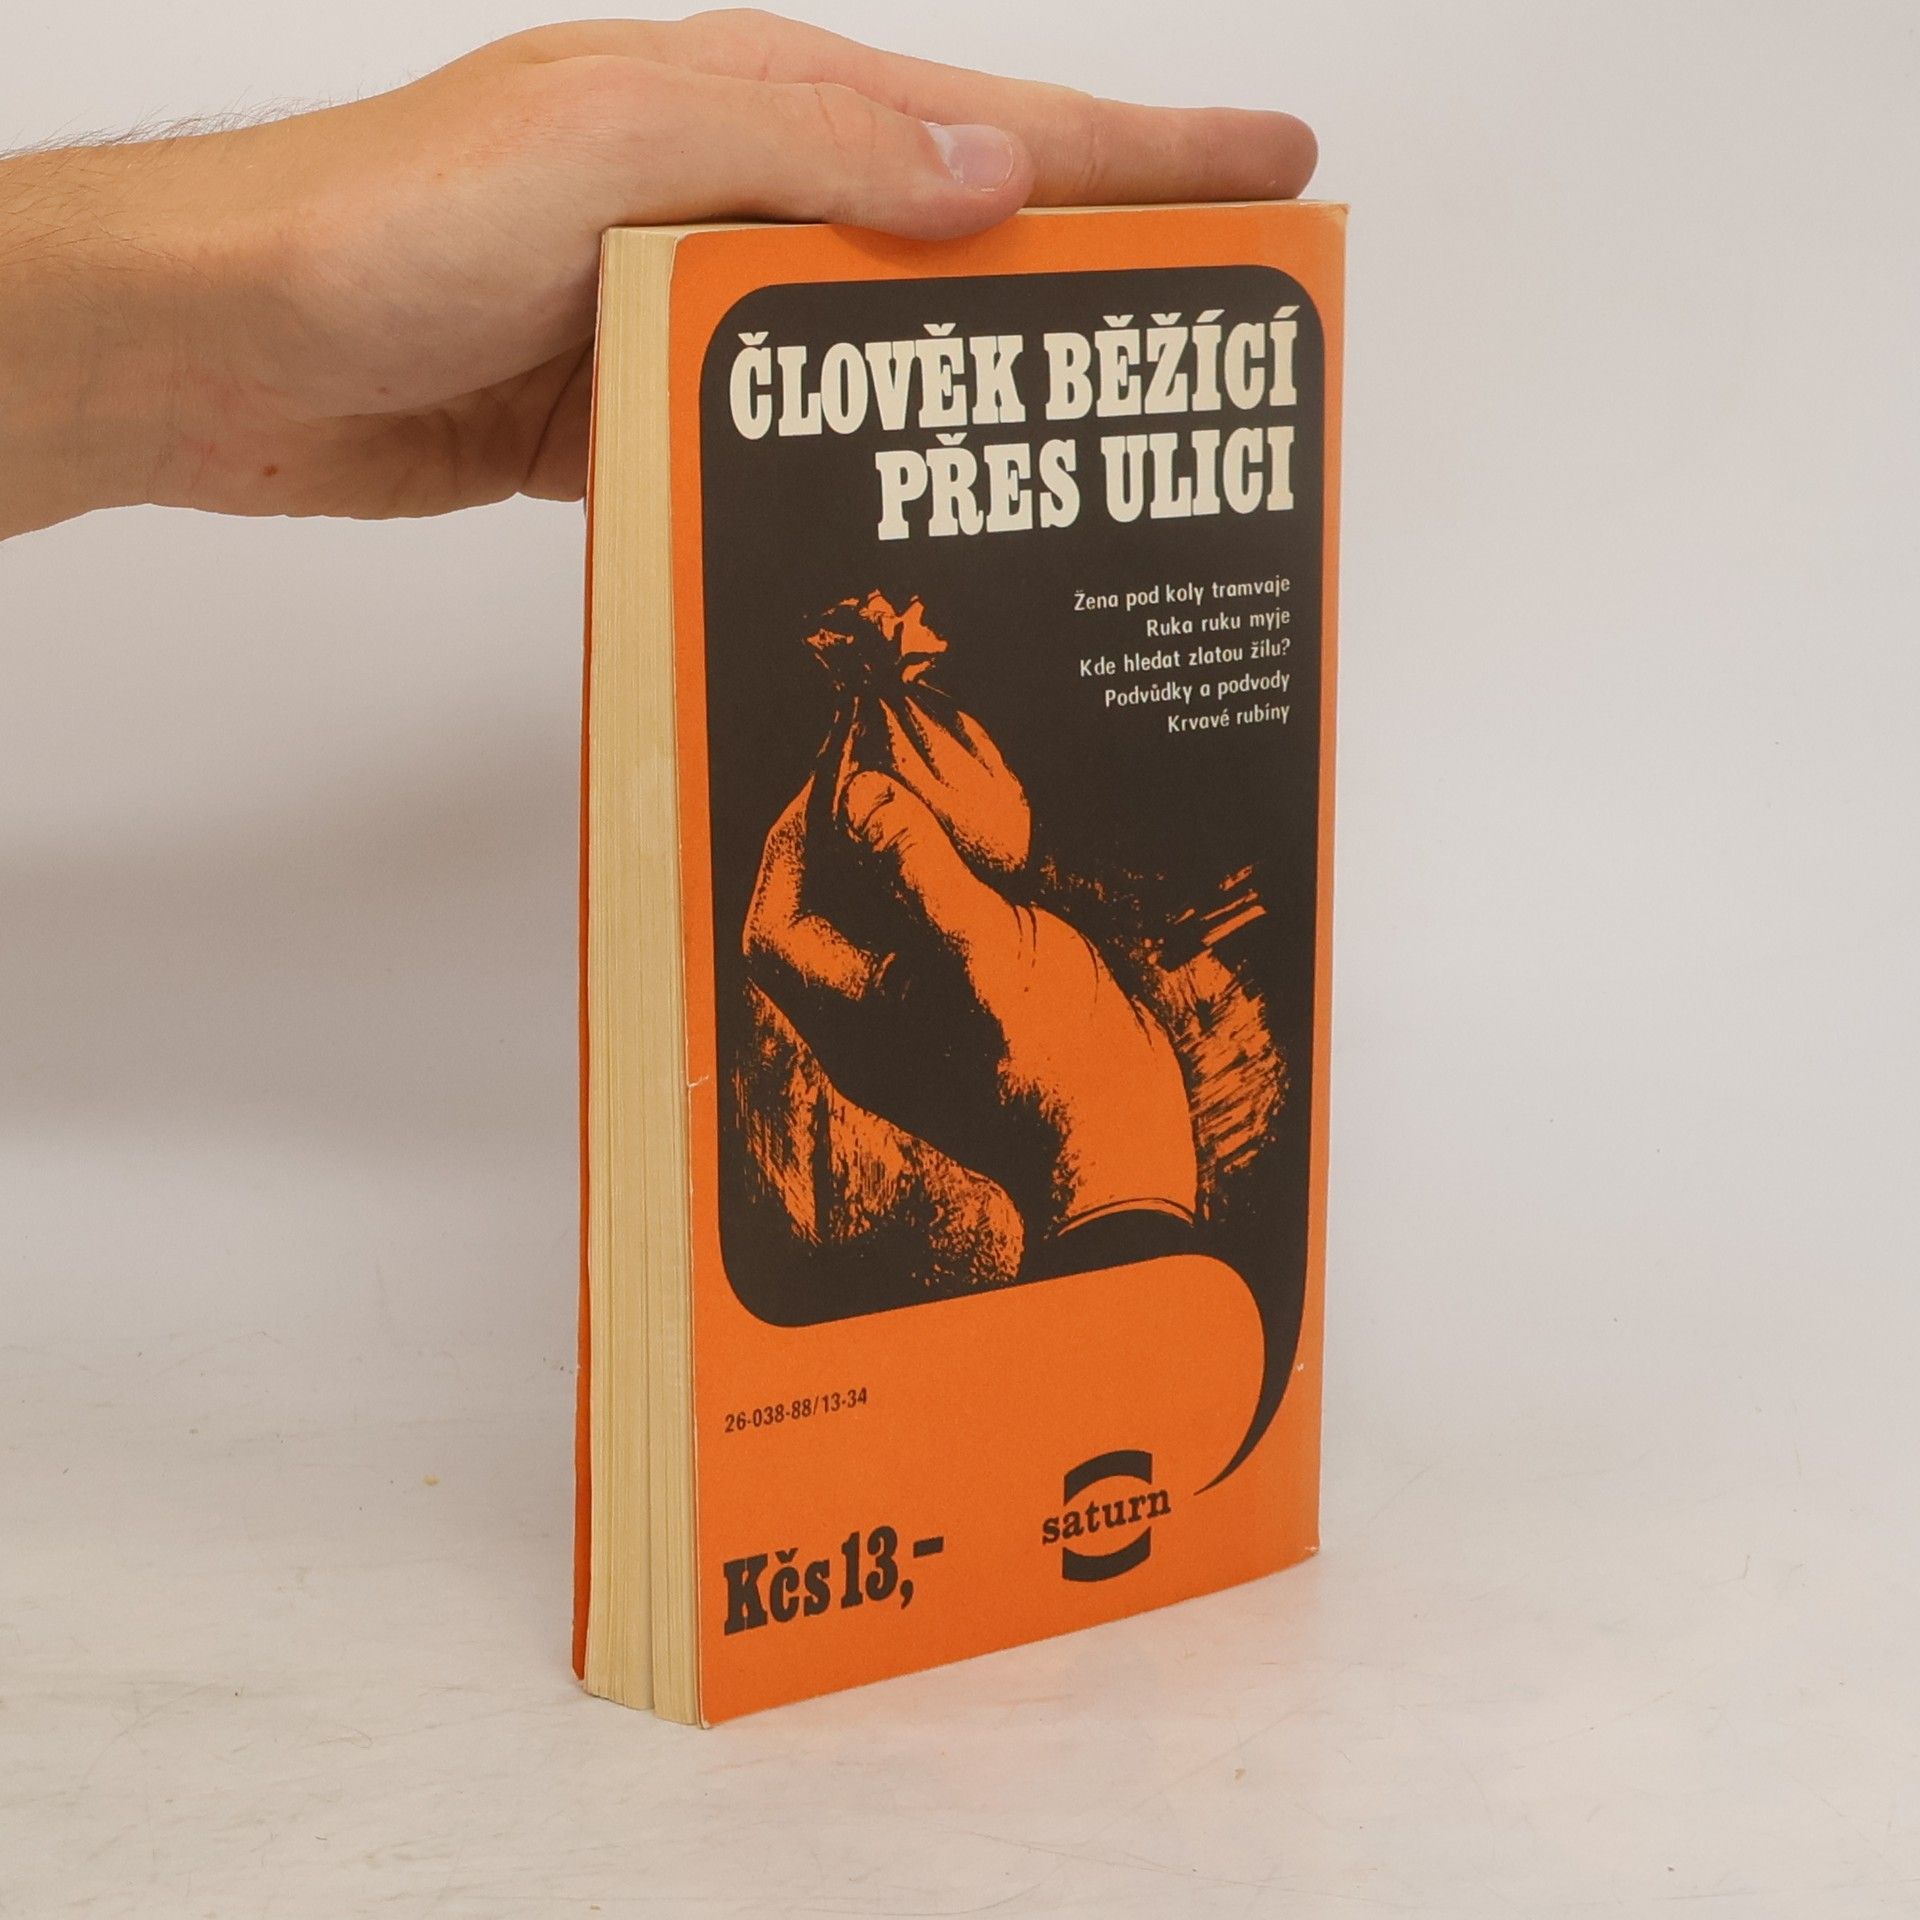 ČLOVĚK BĚŽÍCÍ
PŘES ULICI
Žena pod koly tramvaje
Ruka ruku myje
Kde hledat zlatou žílu?
Podvůdky a podvody
Krvavé rubíny
26-038-88/13-34
Kčs 13,-
saturn